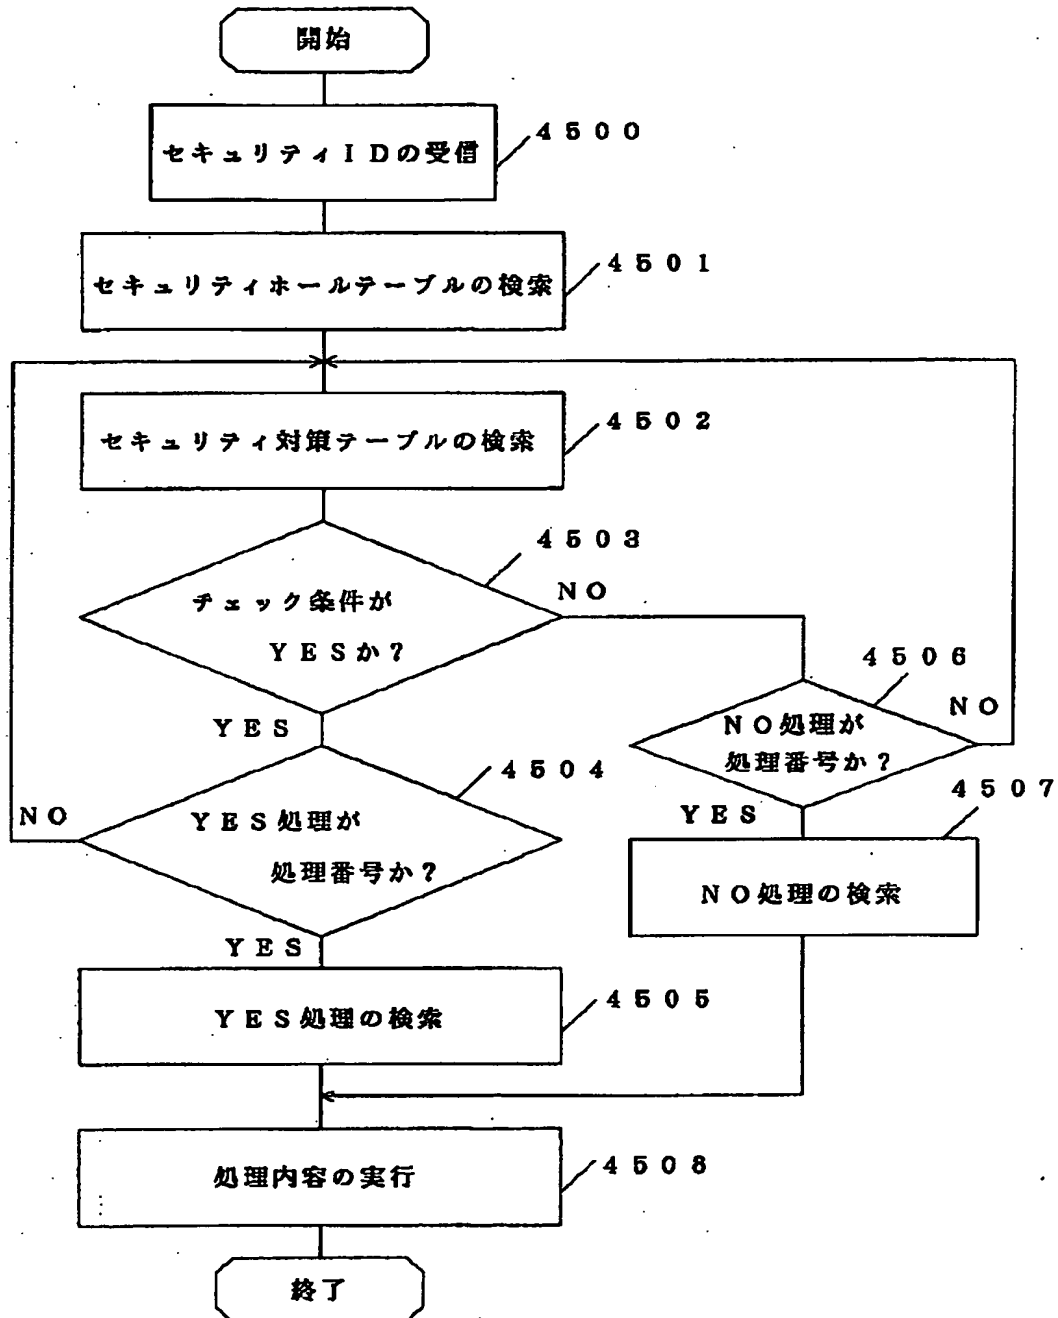 開始
セキュリティIDの受信
4500
セキュリティホールテーブルの検索
4501
セキュリティ対策テーブルの検索
4502
チェック条件が
YESか？
4503
NO
YES
NO処理が
処理番号か？
4506
NO
YES
YES処理が
処理番号か？
4504
NO
YES
NO処理の検索
4507
YES処理の検索
4505
処理内容の実行
4508
終了